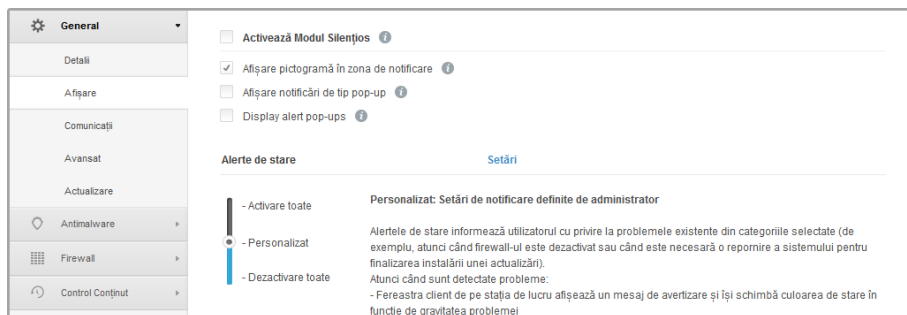 General
Detalii
Afișare
Comunicații
Avansat
Actualizare
Antimalware
Firewall
Control Conținut
Activează Modul Silențios
Afișare pictogramă în zona de notificare
Afișare notificări de tip pop-up
Display alert pop-ups
Alerte de stare
Setări
- Activare toate
- Personalizat
- Dezactivare toate
Personalizat: Setări de notificare definite de administrator
Alertele de stare informează utilizatorul cu privire la problemele existente din categoriile selectate (de
exemplu, atunci când firewall-ul este dezactivat sau când este necesară o repornire a sistemului pentru
finalizarea instalării unei actualizări).
Atunci când sunt detectate probleme:
- Fereastra client de pe stația de lucru afișează un mesaj de avertizare și își schimbă culoarea de stare în
funcție de gravitatea problemei